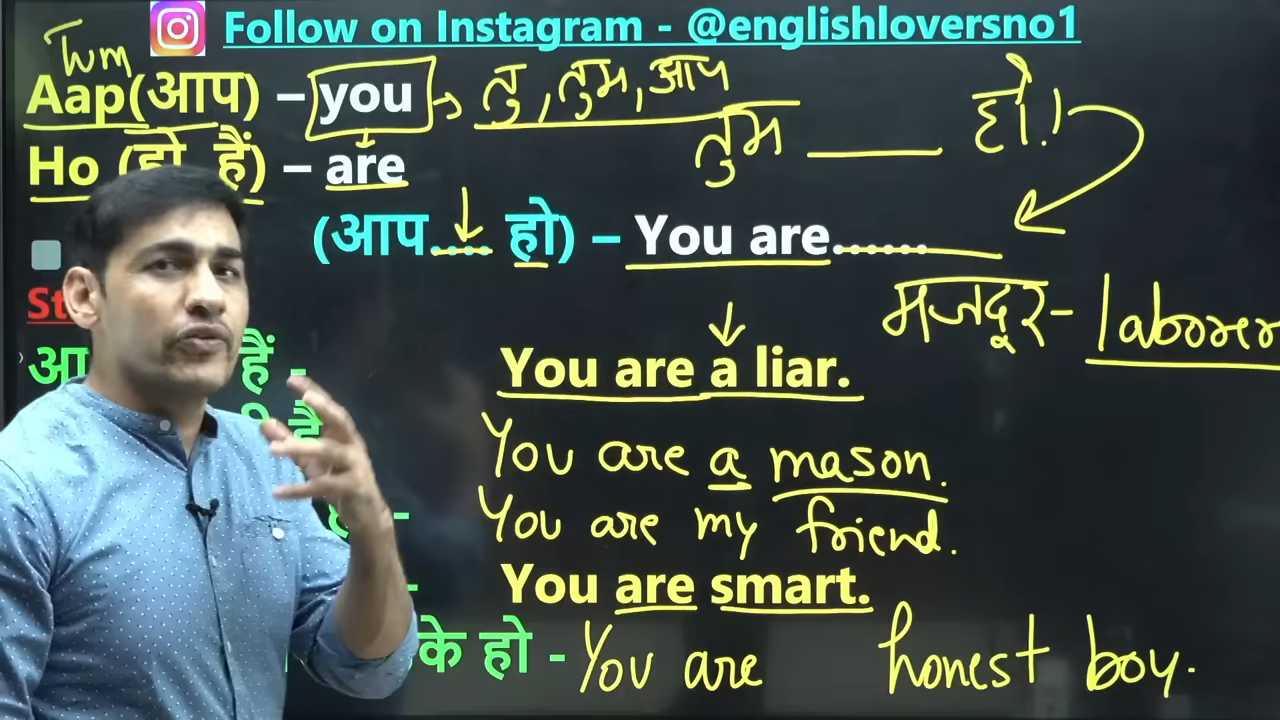 Follow on Instagram - @englishloversno1
Tum
Aap(आप) – you → तु, तुम, आप
तुम ____ हो!
Ho (हो, हैं) – are
(आप.... हो) – You are......
मजदूर - laborer
हैं -
You are a liar.
You are a mason.
You are my friend.
You are smart.
के हो - You are honest boy.